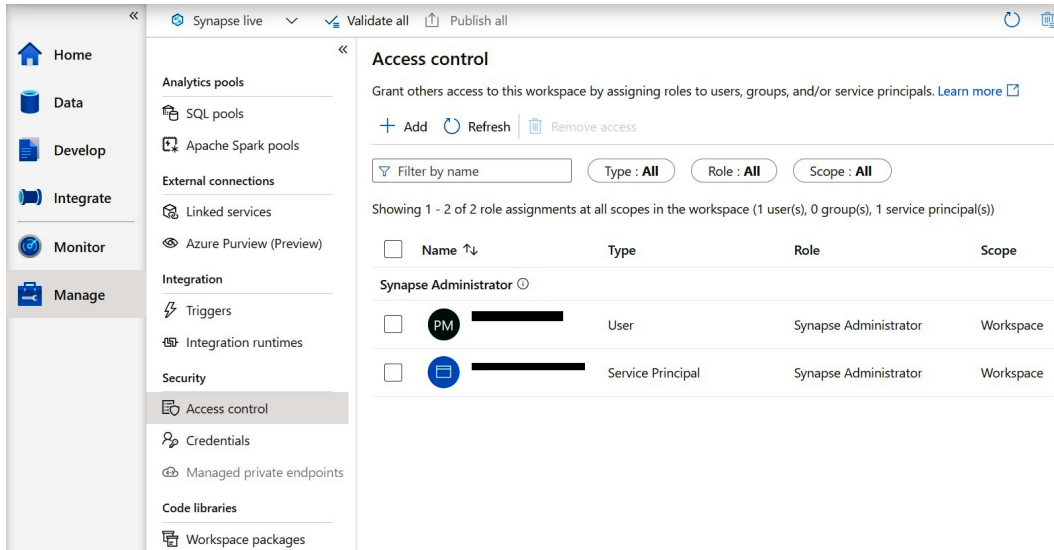 «
Home
Data
Develop
Integrate
Monitor
Manage
Synapse live
Validate all
Publish all
«
Analytics pools
SQL pools
Apache Spark pools
External connections
Linked services
Azure Purview (Preview)
Integration
Triggers
Integration runtimes
Security
Access control
Credentials
Managed private endpoints
Code libraries
Workspace packages
Access control
Grant others access to this workspace by assigning roles to users, groups, and/or service principals. Learn more
+ Add Refresh Remove access
Filter by name Type : All Role : All Scope : All
Showing 1 - 2 of 2 role assignments at all scopes in the workspace (1 user(s), 0 group(s), 1 service principal(s))
Name ↑↓ Type Role Scope
Synapse Administrator
PM User Synapse Administrator Workspace
Service Principal Synapse Administrator Workspace